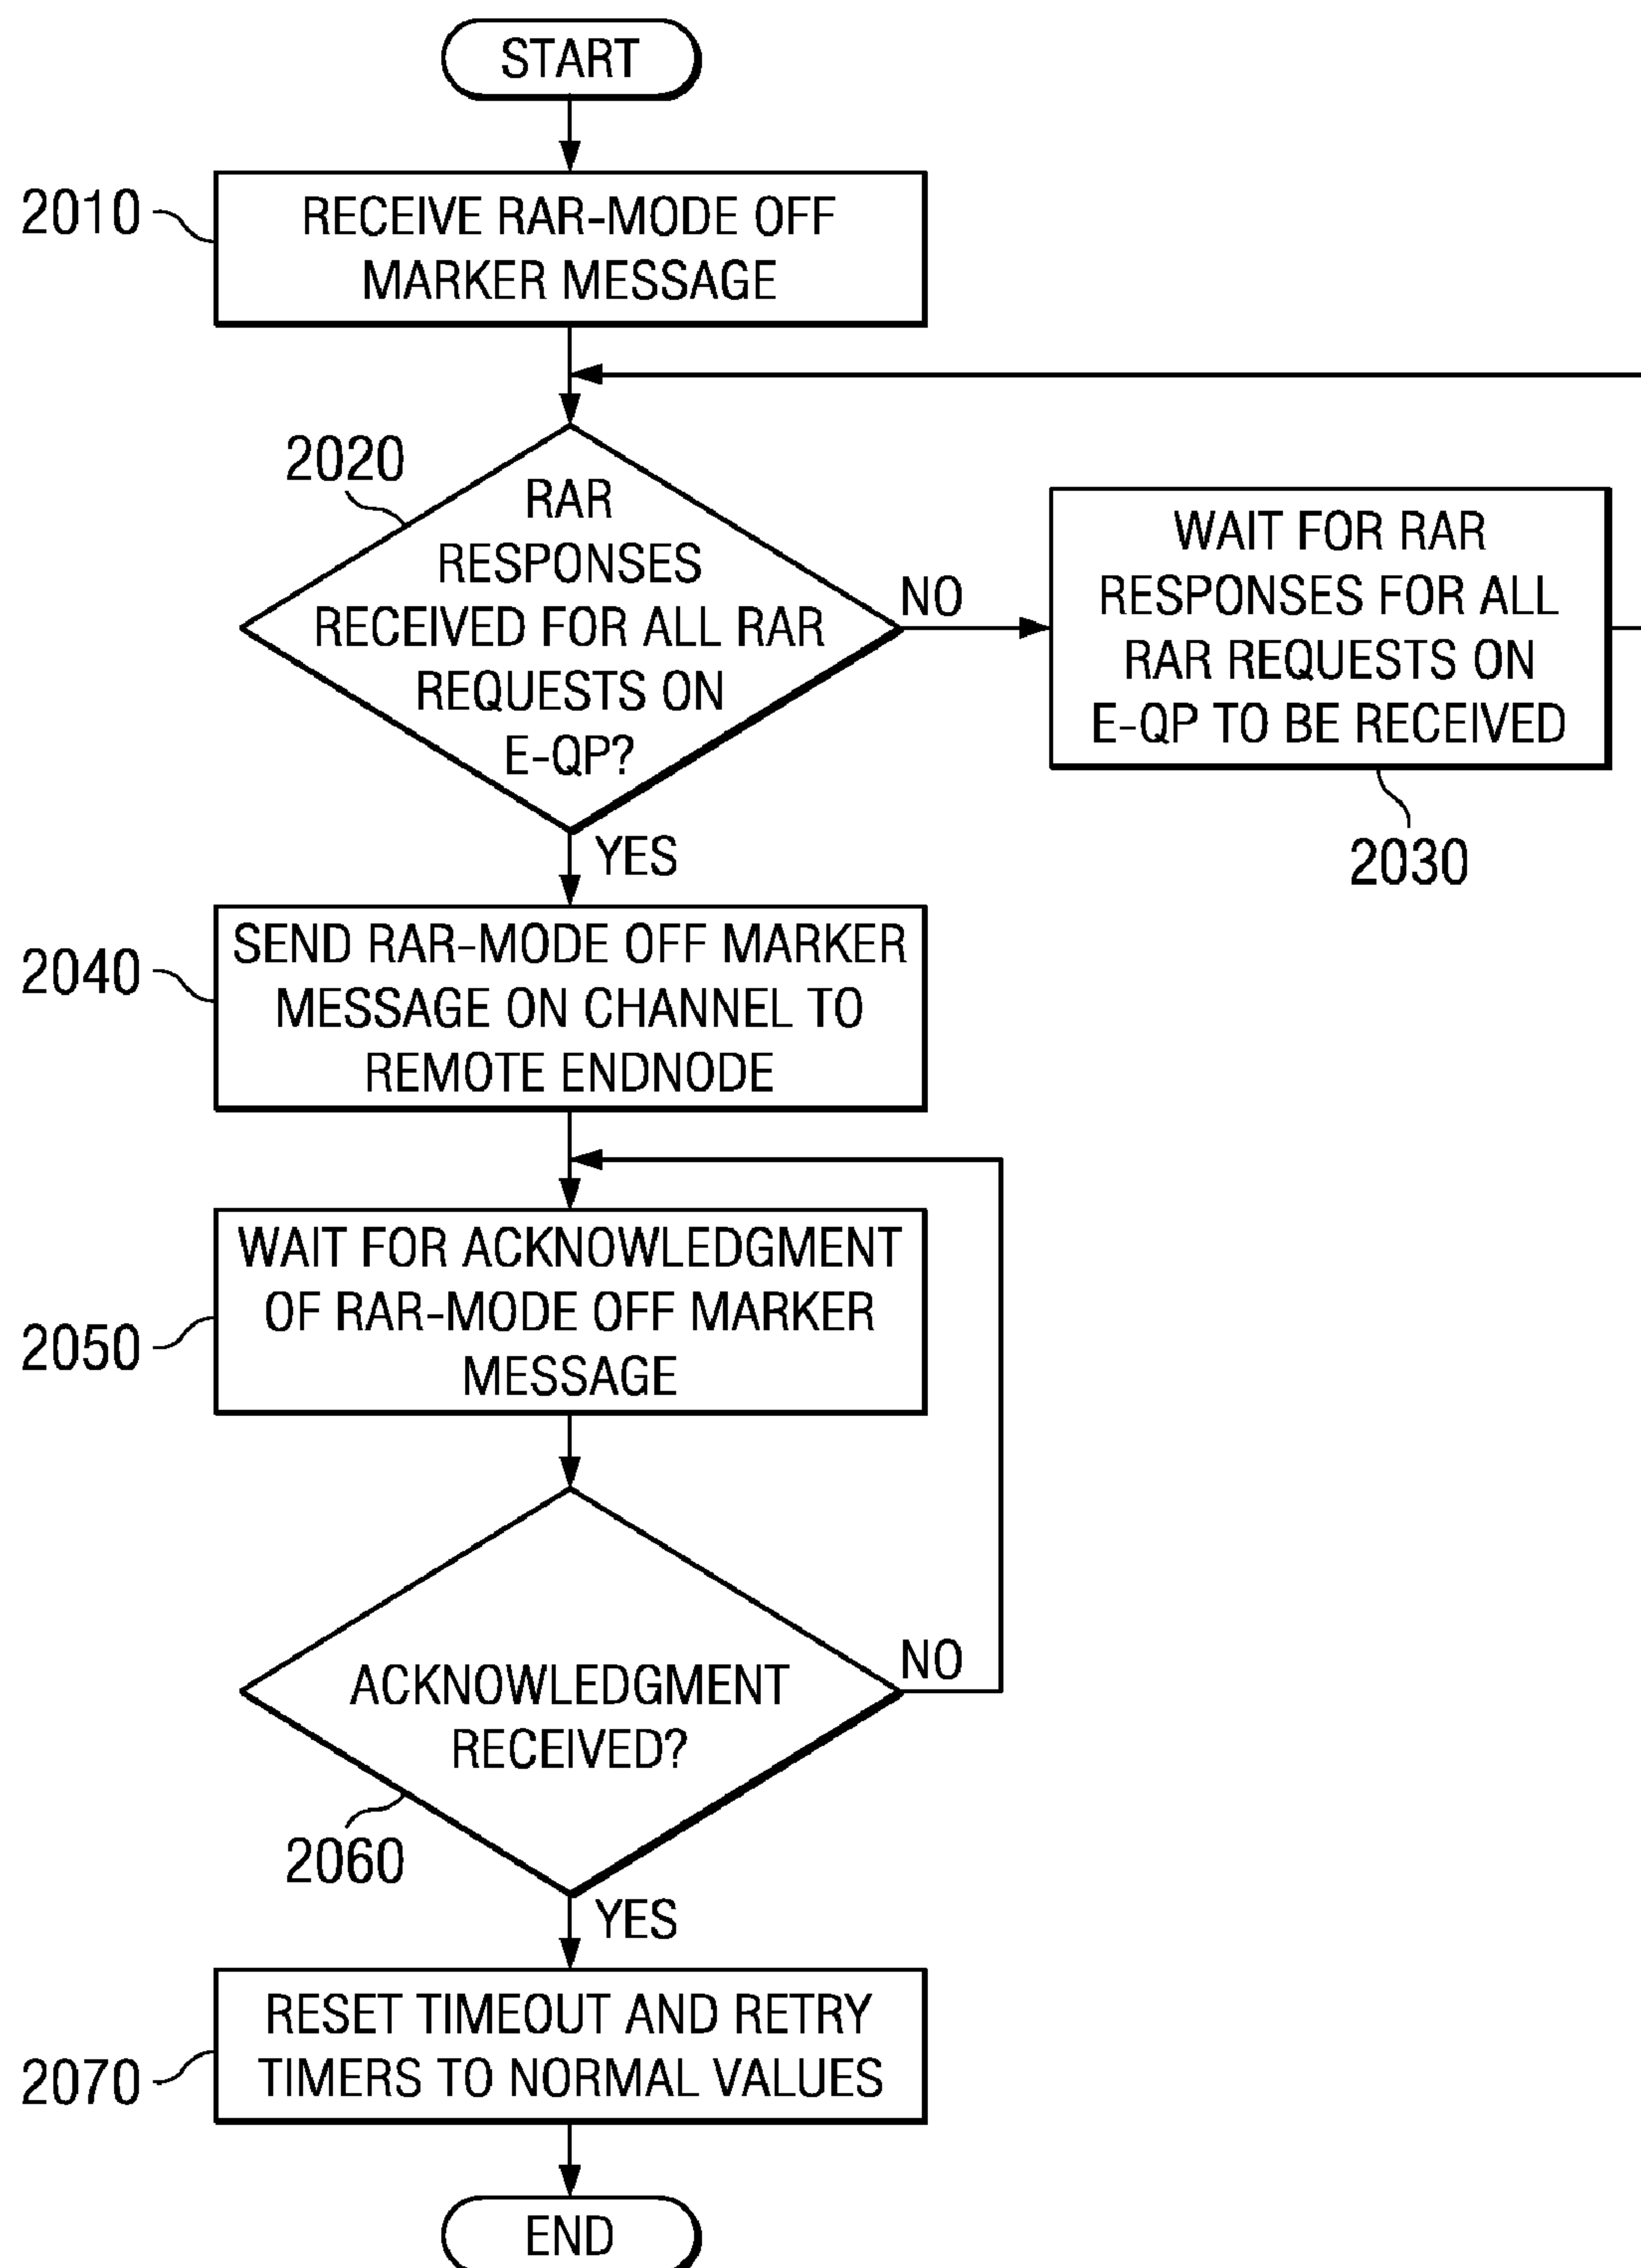 START
2010
RECEIVE RAR-MODE OFF
MARKER MESSAGE
2020
RAR
RESPONSES
RECEIVED FOR ALL RAR
REQUESTS ON
E-QP?
NO
WAIT FOR RAR
RESPONSES FOR ALL
RAR REQUESTS ON
E-QP TO BE RECEIVED
2030
YES
2040
SEND RAR-MODE OFF MARKER
MESSAGE ON CHANNEL TO
REMOTE ENDNODE
2050
WAIT FOR ACKNOWLEDGMENT
OF RAR-MODE OFF MARKER
MESSAGE
ACKNOWLEDGMENT
RECEIVED?
NO
2060
YES
2070
RESET TIMEOUT AND RETRY
TIMERS TO NORMAL VALUES
END